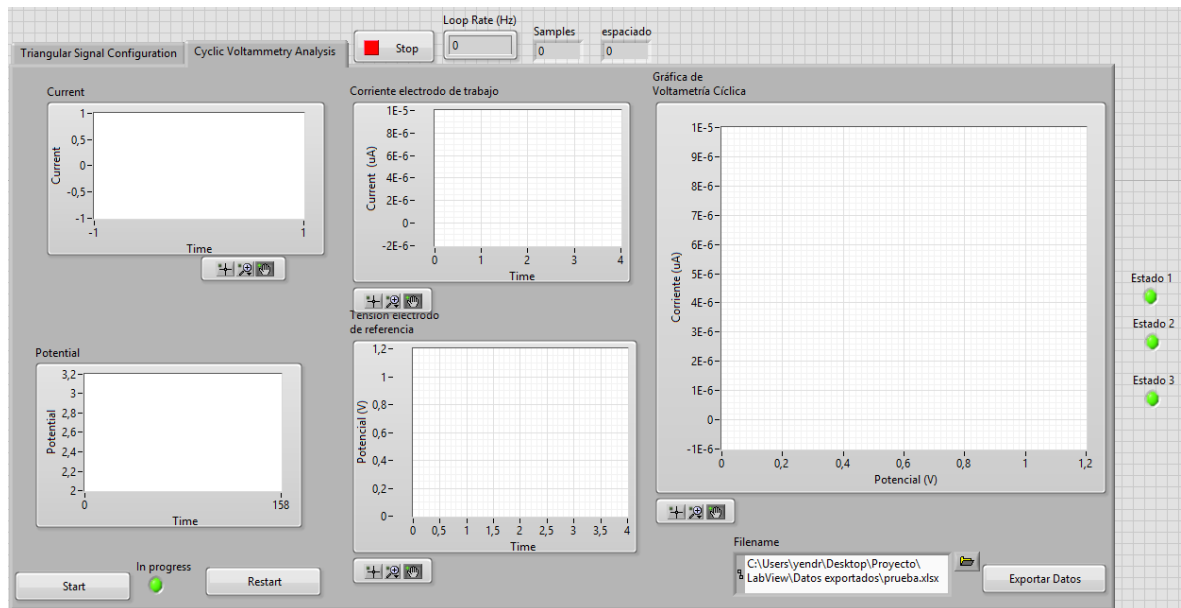 Triangular Signal Configuration
Cyclic Voltammetry Analysis
Stop
Loop Rate (Hz)
0
Samples
0
espaciado
0
Current
1
0,5
0
-0,5
-1
Current
-1
1
Time
Corriente electrodo de trabajo
1E-5
8E-6
6E-6
4E-6
2E-6
0
-2E-6
Current (uA)
0
1
2
3
4
Time
Gráfica de
Voltametría Cíclica
1E-5
9E-6
8E-6
7E-6
6E-6
5E-6
4E-6
3E-6
2E-6
1E-6
0
-1E-6
Corriente (uA)
0
0,2
0,4
0,6
0,8
1
1,2
Potencial (V)
Estado 1
Estado 2
Estado 3
Potential
3,2
3
2,8
2,6
2,4
2,2
2
Potential
0
158
Time
Tensión electrodo
de referencia
1,2
1
0,8
0,6
0,4
0,2
0
Potencial (V)
0
0,5
1
1,5
2
2,5
3
3,5
4
Time
Start
In progress
Restart
Filename
C:\Users\yendr\Desktop\Proyecto\
LabView\Datos exportados\prueba.xlsx
Exportar Datos